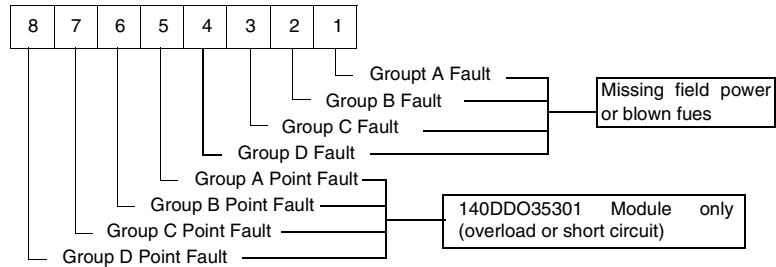 8 7 6 5 4 3 2 1
Groupt A Fault
Group B Fault
Group C Fault
Group D Fault
Missing field power
or blown fues
Group A Point Fault
Group B Point Fault
Group C Point Fault
Group D Point Fault
140DDO35301 Module only
(overload or short circuit)